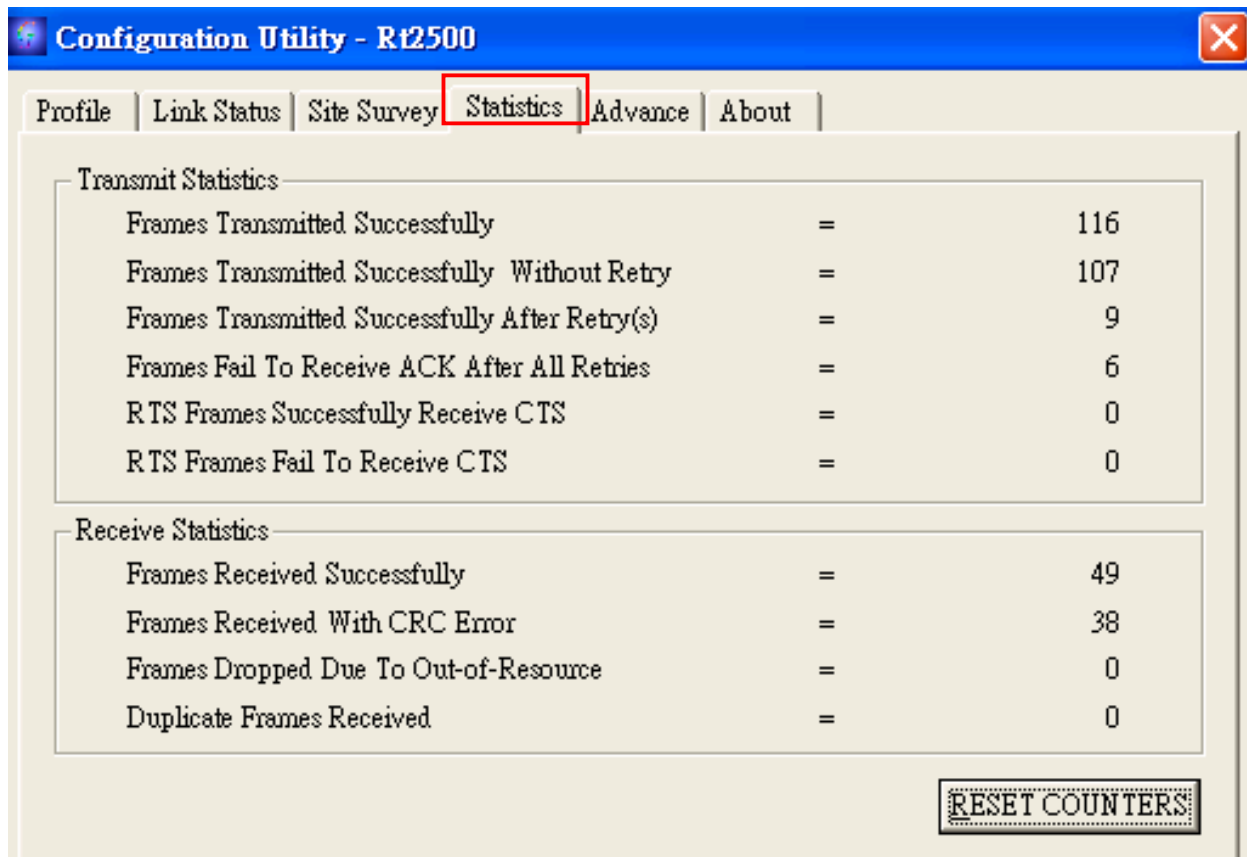 Configuration Utility - Rt2500
Profile Link Status Site Survey Statistics Advance About
Transmit Statistics
Frames Transmitted Successfully = 116
Frames Transmitted Successfully Without Retry = 107
Frames Transmitted Successfully After Retry(s) = 9
Frames Fail To Receive ACK After All Retries = 6
RTS Frames Successfully Receive CTS = 0
RTS Frames Fail To Receive CTS = 0
Receive Statistics
Frames Received Successfully = 49
Frames Received With CRC Error = 38
Frames Dropped Due To Out-of-Resource = 0
Duplicate Frames Received = 0
RESET COUNTERS